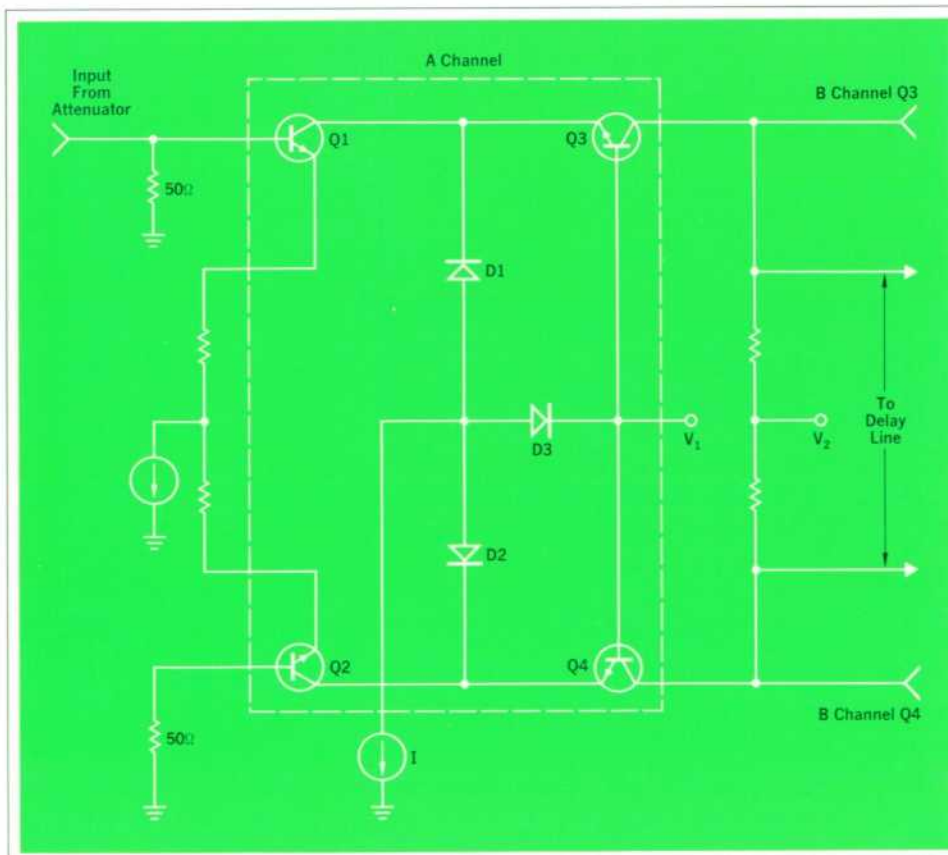 A Channel
Input
From
Attenuator
B Channel Q3
Q1
Q3
50Ω
D1
To
Delay
Line
D3
V₁
V₂
D2
Q2
Q4
50Ω
I
B Channel Q4